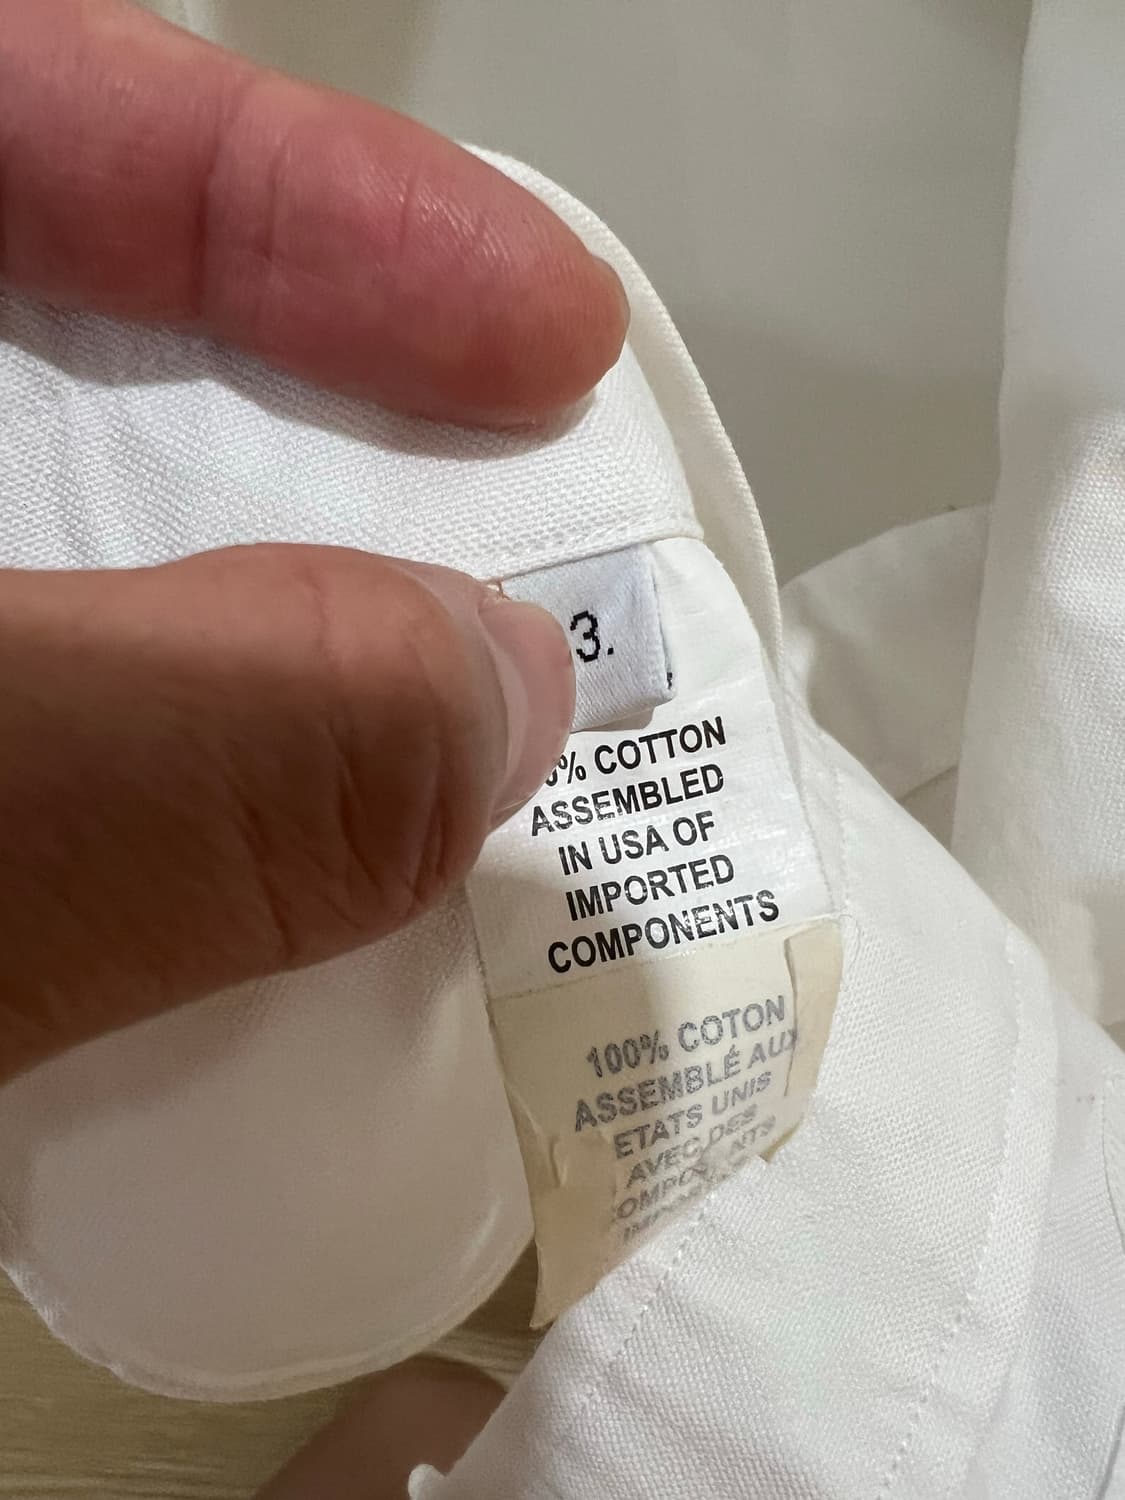 3.
% COTTON
ASSEMBLED
IN USA OF
IMPORTED
COMPONENTS
100% COTON
ASSEMBLÉ AUX
ETATS UNIS
AVEC DES